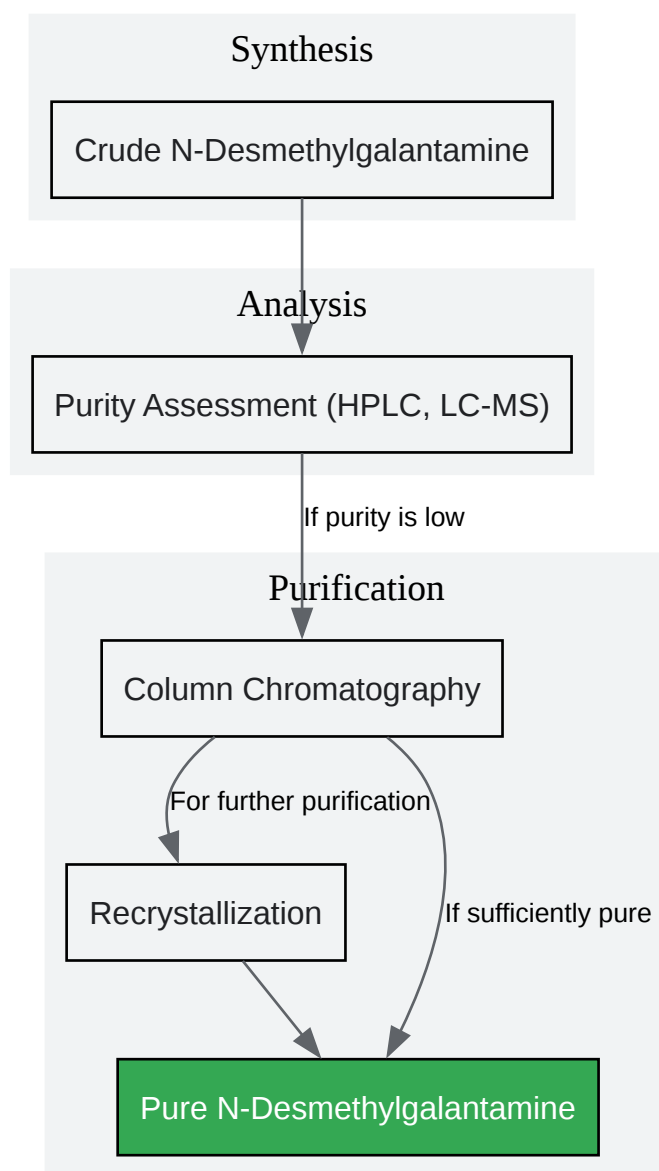 Synthesis
Crude N-Desmethylgalantamine
Analysis
Purity Assessment (HPLC, LC-MS)
If purity is low
Purification
Column Chromatography
For further purification
Recrystallization
If sufficiently pure
Pure N-Desmethylgalantamine